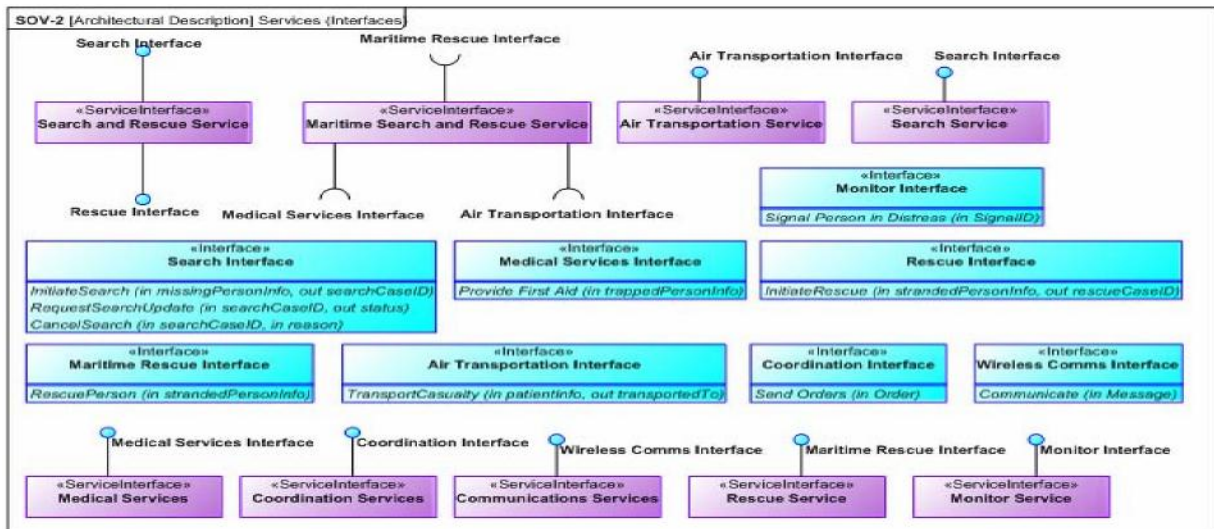 SOV-2 [Architectural Description] Services (Interfaces)
Search Interface
Maritime Rescue Interface
Air Transportation Interface
Search Interface
«ServiceInterface»
Search and Rescue Service
«ServiceInterface»
Maritime Search and Rescue Service
«ServiceInterface»
Air Transportation Service
«ServiceInterface»
Search Service
Rescue Interface
Medical Services Interface
Air Transportation Interface
«Interface»
Monitor Interface
Signal Person in Distress (in SignalID)
«Interface»
Search Interface
InitiateSearch (in missingPersonInfo, out searchCaseID)
RequestSearchUpdate (in searchCaseID, out status)
CancelSearch (in searchCaseID, in reason)
«Interface»
Medical Services Interface
Provide First Aid (in trappedPersonInfo)
«Interface»
Rescue Interface
InitiateRescue (in strandedPersonInfo, out rescueCaseID)
«Interface»
Maritime Rescue Interface
RescuePerson (in strandedPersonInfo)
«Interface»
Air Transportation Interface
TransportCasualty (in patientInfo, out transportedTo)
«Interface»
Coordination Interface
Send Orders (in Order)
«Interface»
Wireless Comms Interface
Communicate (in Message)
Medical Services Interface
Coordination Interface
Wireless Comms Interface
Maritime Rescue Interface
Monitor Interface
«ServiceInterface»
Medical Services
«ServiceInterface»
Coordination Services
«ServiceInterface»
Communications Services
«ServiceInterface»
Rescue Service
«ServiceInterface»
Monitor Service